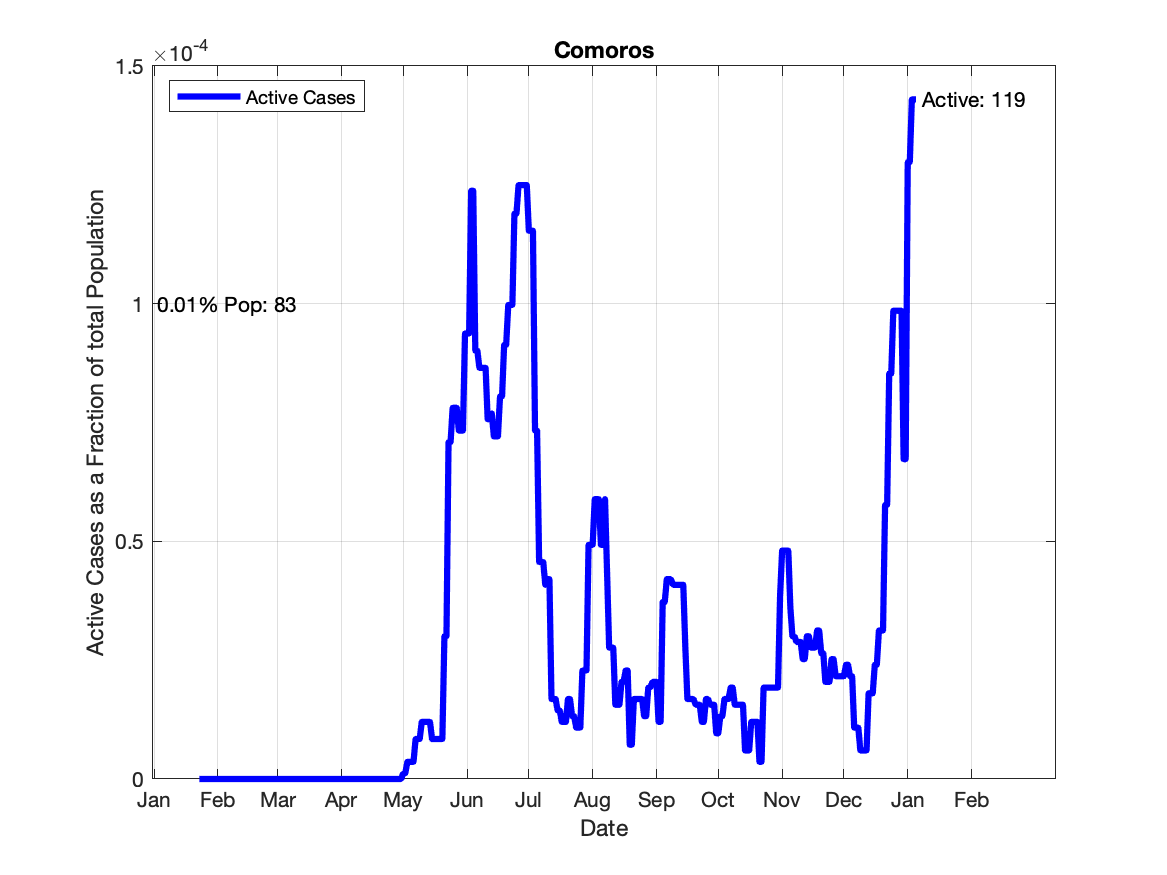 Comoros
×10-4
1.5
Active Cases
Active: 119
1
0.01% Pop: 83
0.5
0
Active Cases as a Fraction of total Population
Jan Feb Mar Apr May Jun Jul Aug Sep Oct Nov Dec Jan Feb
Date